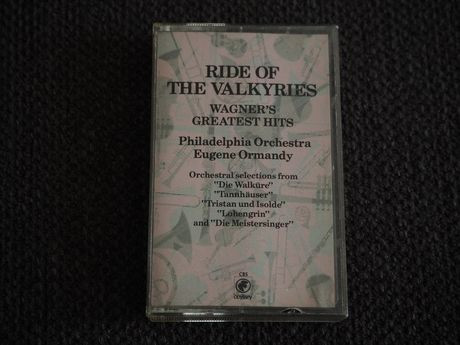 RIDE OF
THE VALKYRIES
WAGNER'S
GREATEST HITS
Philadelphia Orchestra
Eugene Ormandy
Orchestral selections from
"Die Walküre"
"Tannhäuser"
"Tristan und Isolde"
"Lohengrin"
and "Die Meistersinger"
CBS
odyssey